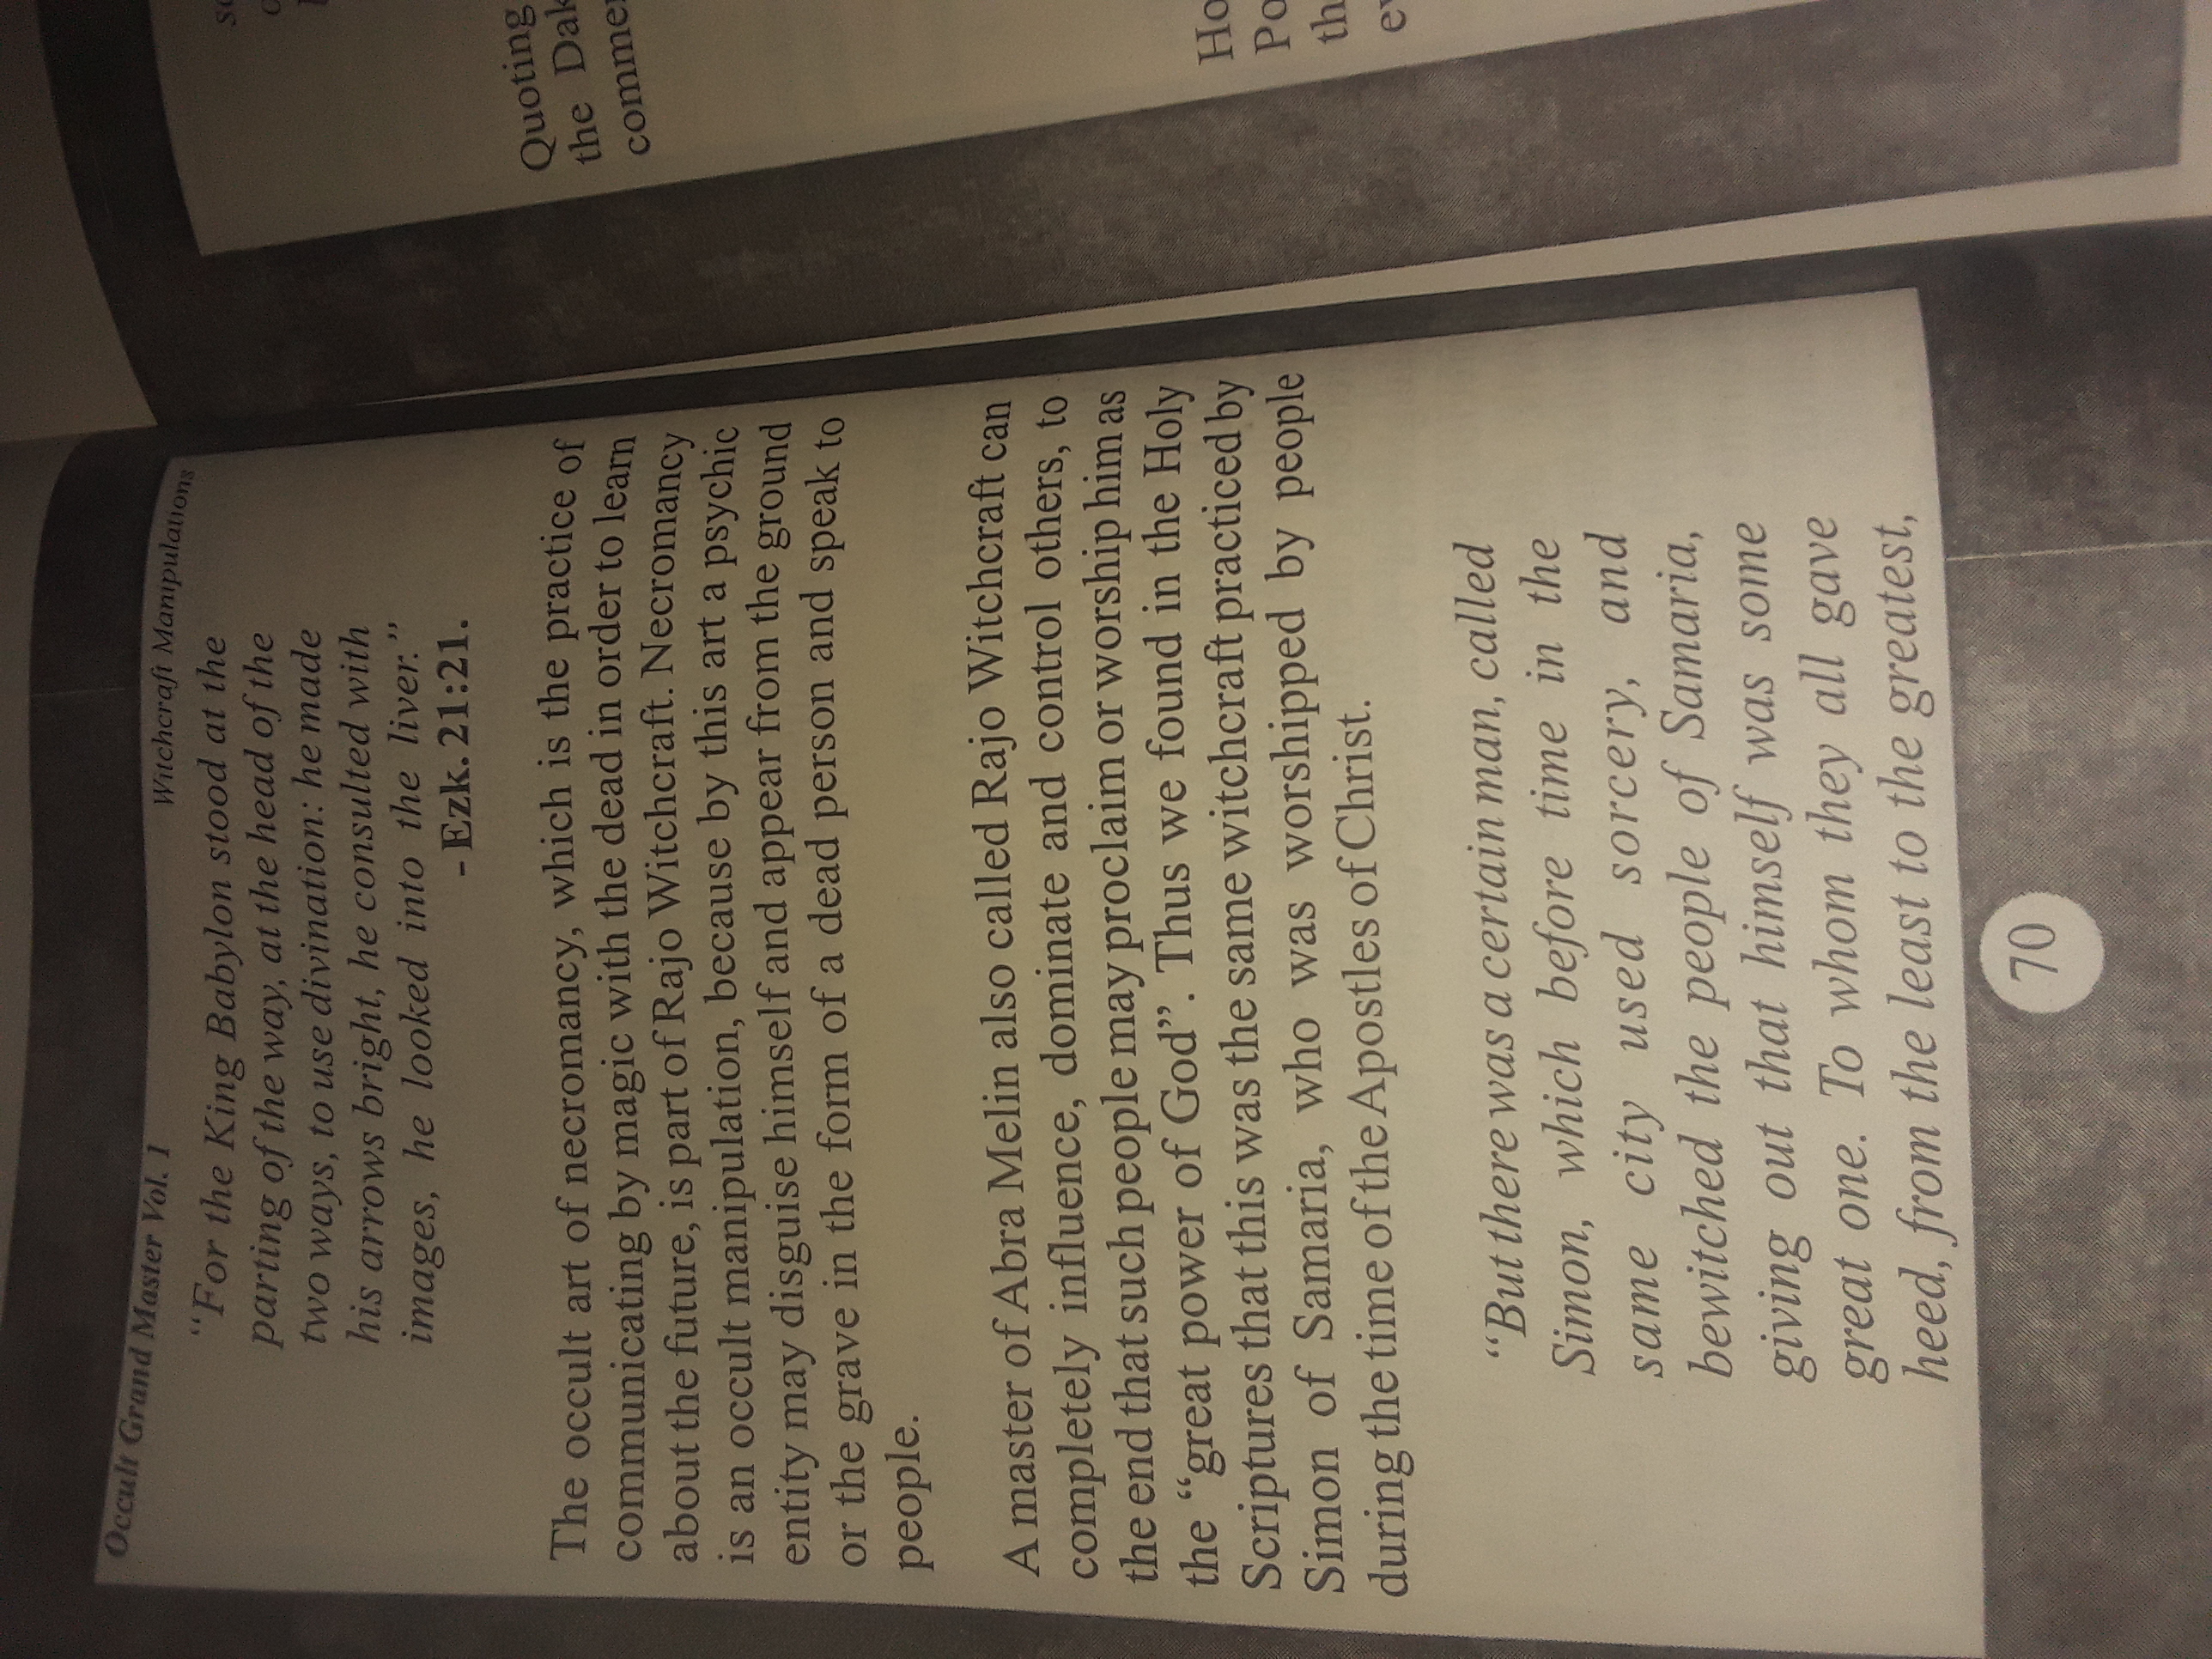 Occult Grand Master Vol. 1
Witchcraft Manipulations
“For the King Babylon stood at the
parting of the way, at the head of the
two ways, to use divination: he made
his arrows bright, he consulted with
images, he looked into the liver.”
- Ezk. 21:21.
The occult art of necromancy, which is the practice of
communicating by magic with the dead in order to learn
about the future, is part of Rajo Witchcraft. Necromancy
is an occult manipulation, because by this art a psychic
entity may disguise himself and appear from the ground
or the grave in the form of a dead person and speak to
people.
A master of Abra Melin also called Rajo Witchcraft can
completely influence, dominate and control others, to
the end that such people may proclaim or worship him as
the “great power of God”. Thus we found in the Holy
Scriptures that this was the same witchcraft practiced by
Simon of Samaria, who was worshipped by people
during the time of the Apostles of Christ.
“But there was a certain man, called
Simon, which before time in the
same city used sorcery, and
bewitched the people of Samaria,
giving out that himself was some
great one. To whom they all gave
heed, from the least to the greatest,
70
Quoting
the